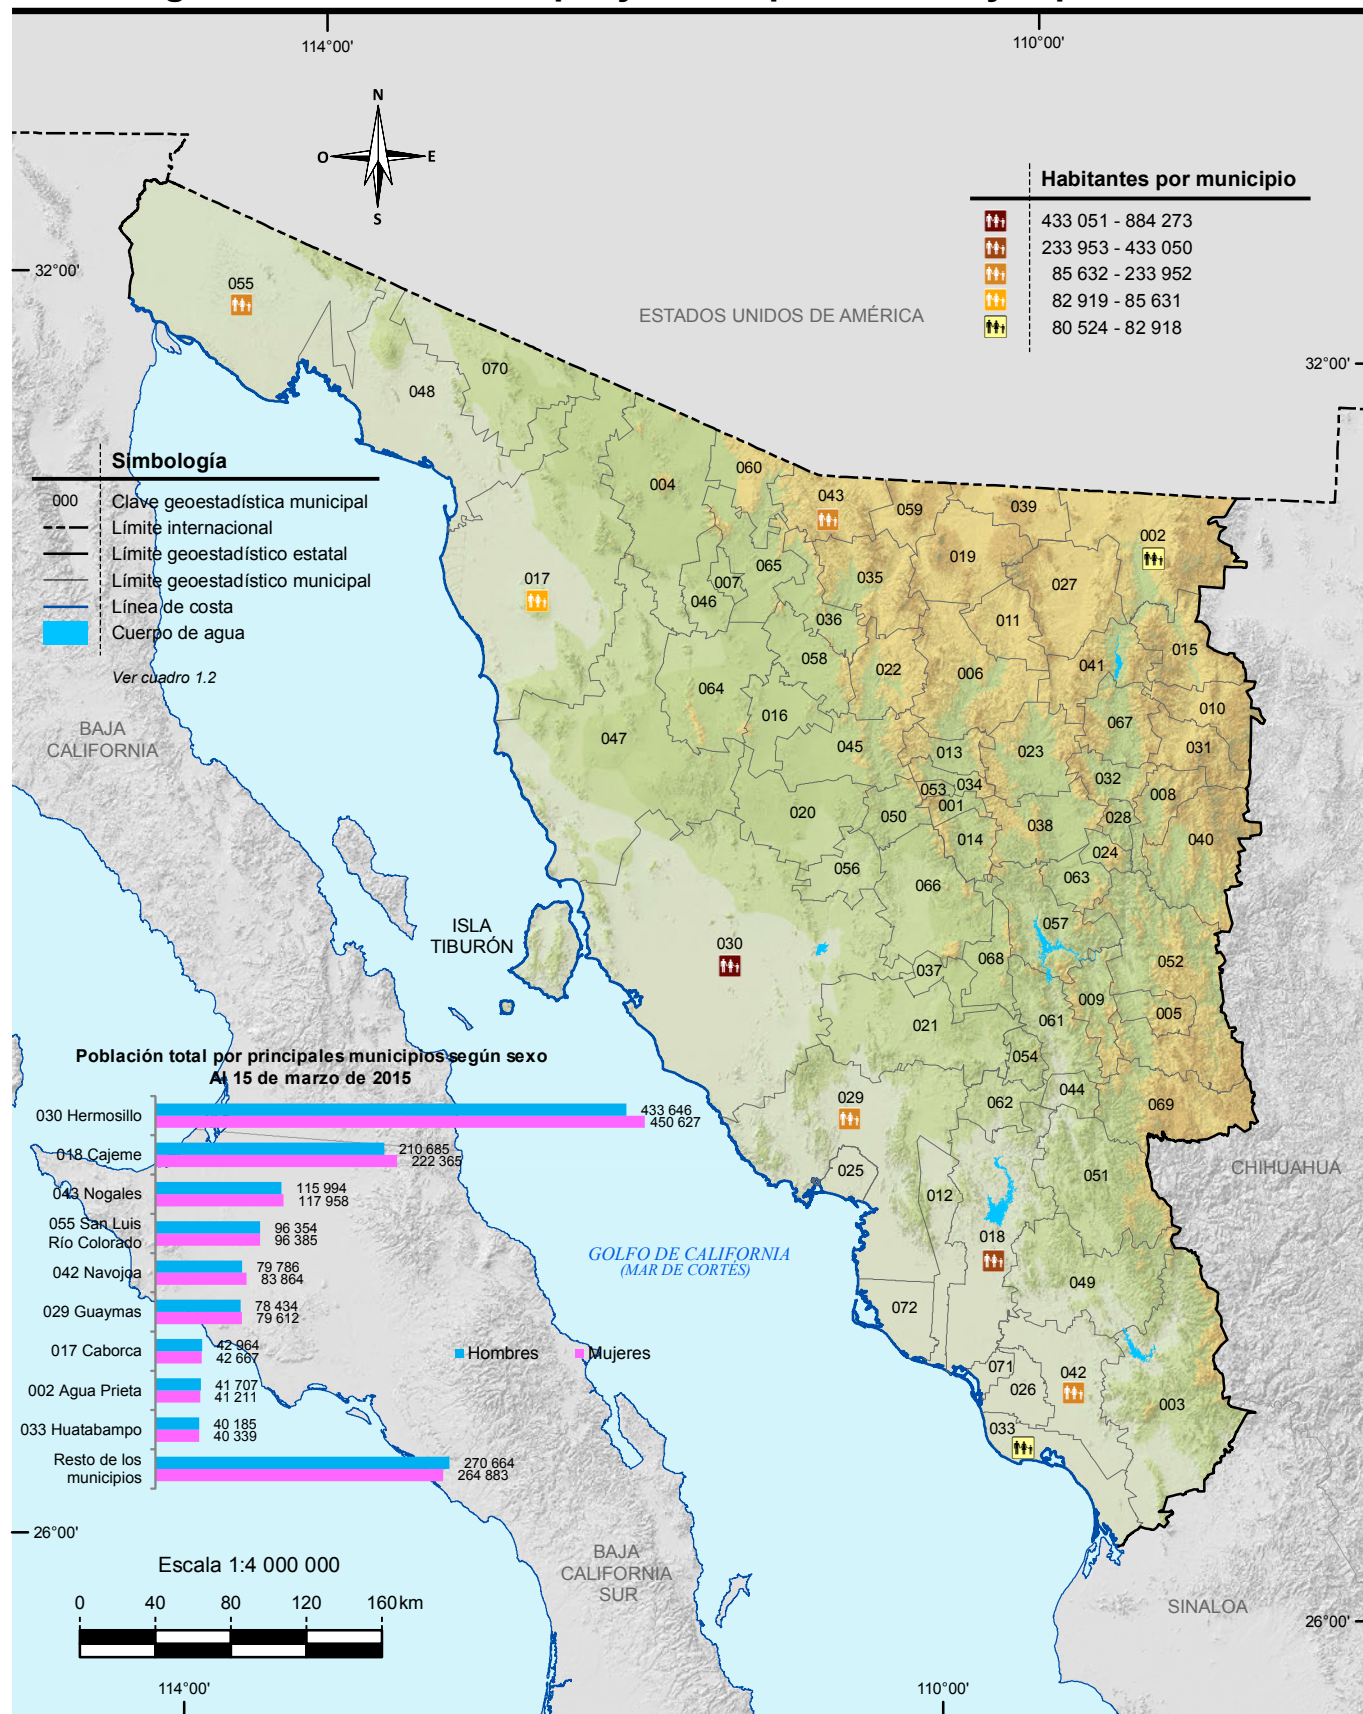 114°00'
110°00'
N
O
E
S
Habitantes por municipio
433 051 - 884 273
233 953 - 433 050
85 632 - 233 952
82 919 - 85 631
80 524 - 82 918
32°00'
32°00'
ESTADOS UNIDOS DE AMÉRICA
Simbología
000 Clave geoestadística municipal
Límite internacional
Límite geoestadístico estatal
Límite geoestadístico municipal
Línea de costa
Cuerpo de agua
Ver cuadro 1.2
055
070
048
060
004
043
059
039
002
019
065
007
035
027
017
046
036
011
058
022
006
041
015
064
016
010
067
047
045
013
023
031
032
053
034
008
001
020
050
038
028
014
040
024
056
066
063
057
030
068
052
037
009
005
021
061
054
029
044
062
069
025
051
012
018
049
072
071
042
026
003
033
BAJA
CALIFORNIA
ISLA
TIBURÓN
CHIHUAHUA
GOLFO DE CALIFORNIA
(MAR DE CORTÉS)
BAJA
CALIFORNIA
SUR
SINALOA
Población total por principales municipios según sexo
Al 15 de marzo de 2015
030 Hermosillo
433 646
450 627
018 Cajeme
210 685
222 365
043 Nogales
115 994
117 958
055 San Luis
Río Colorado
96 354
96 385
042 Navojoa
79 786
83 864
029 Guaymas
78 434
79 612
017 Caborca
42 964
42 667
002 Agua Prieta
41 707
41 211
033 Huatabampo
40 185
40 339
Resto de los
municipios
270 664
264 883
Hombres
Mujeres
26°00'
26°00'
Escala 1:4 000 000
0 40 80 120 160 km
114°00'
110°00'